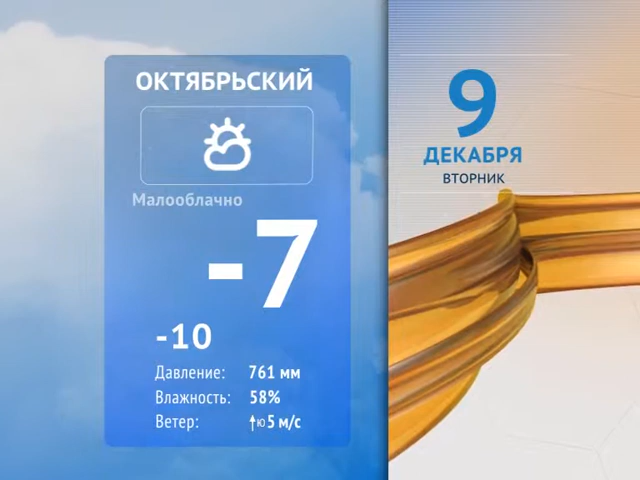 ОКТЯБРЬСКИЙ
Малооблачно
-7
-10
Давление: 761 мм
Влажность: 58%
Ветер: Ю 5 м/с
9
ДЕКАБРЯ
ВТОРНИК